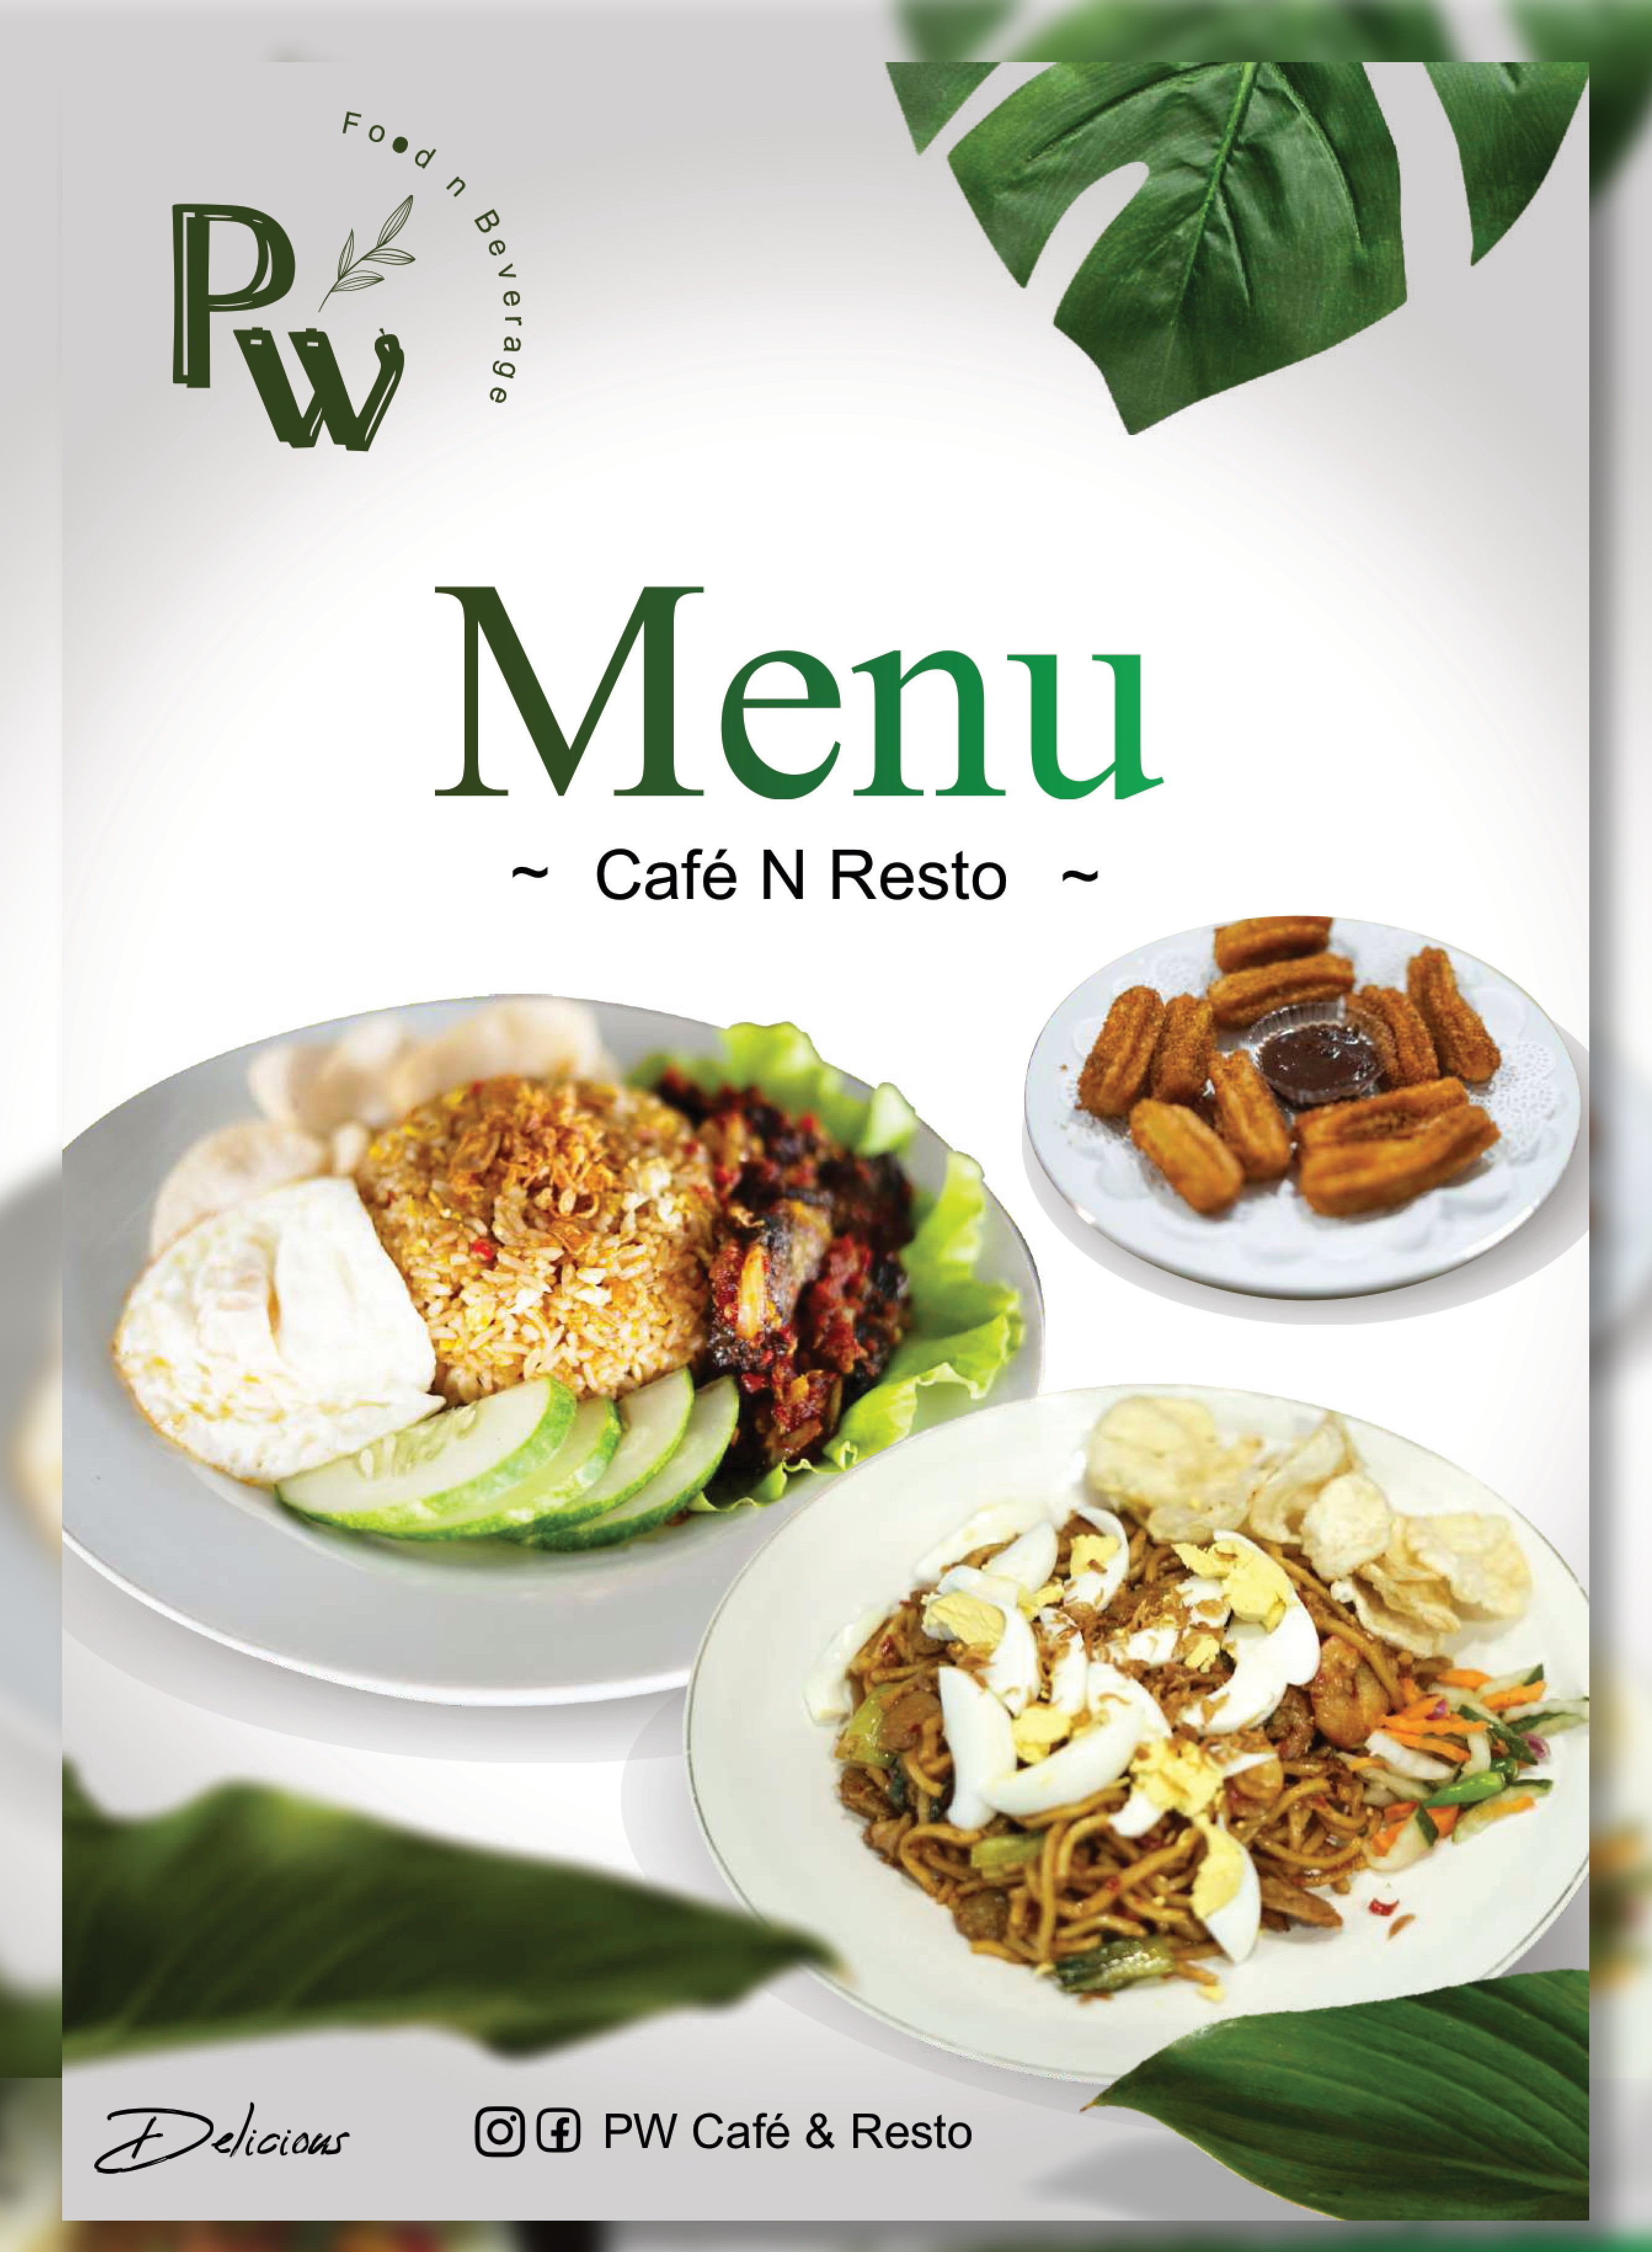 Food n Beverage
PW
Menu
~ Café N Resto ~
Delicious
PW Café & Resto